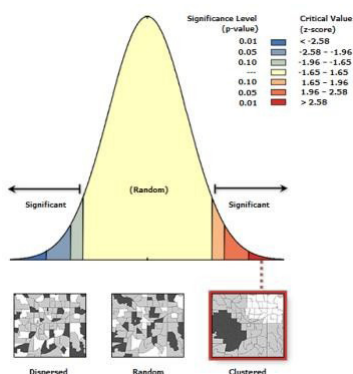 Significance Level
(p-value)
Critical Value
(z-score)
0.01 < -2.58
0.05 -2.58 - -1.96
0.10 -1.96 - -1.65
--- -1.65 - 1.65
0.10 1.65 - 1.96
0.05 1.96 - 2.58
0.01 > 2.58
(Random)
Significant
Significant
Dispersed
Random
Clustered